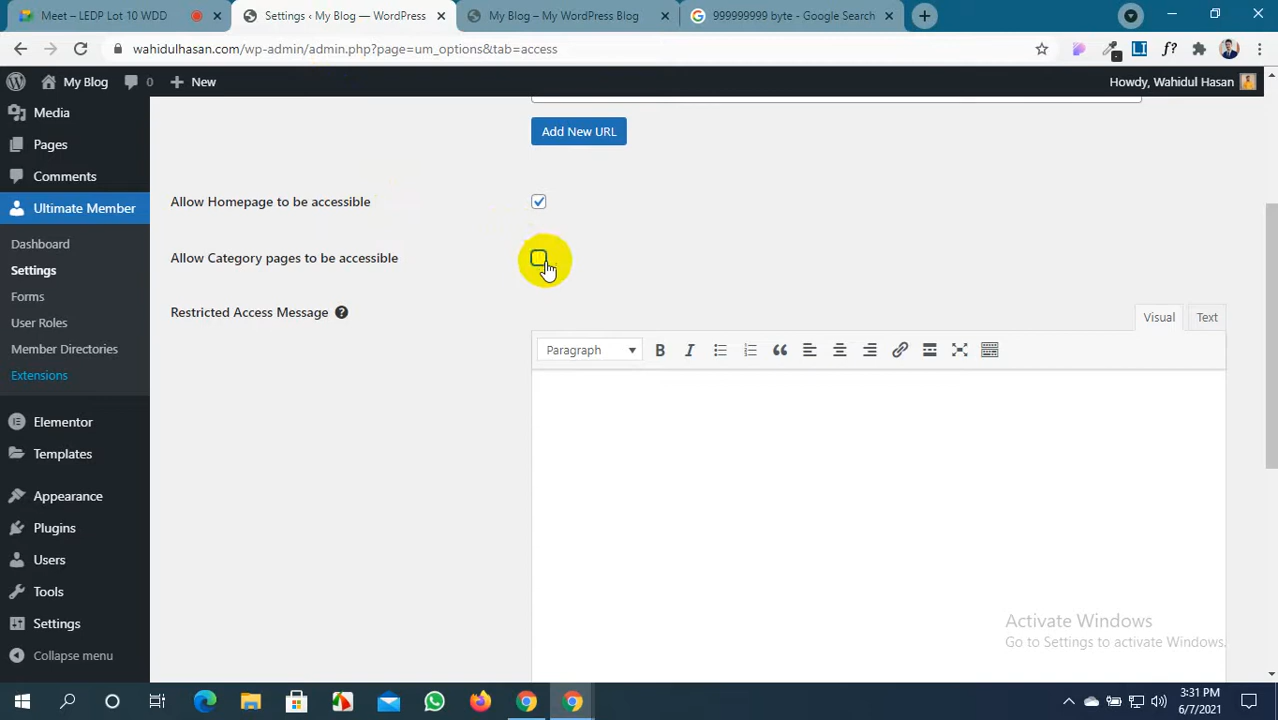 Meet – LEDP Lot 10 WDD
Settings ‹ My Blog — WordPress
My Blog – My WordPress Blog
999999999 byte - Google Search
wahidulhasan.com/wp-admin/admin.php?page=um_options&tab=access
My Blog
0
New
Howdy, Wahidul Hasan
Media
Pages
Comments
Ultimate Member
Dashboard
Settings
Forms
User Roles
Member Directories
Extensions
Elementor
Templates
Appearance
Plugins
Users
Tools
Settings
Collapse menu
Add New URL
Allow Homepage to be accessible
Allow Category pages to be accessible
Restricted Access Message
Visual
Text
Paragraph
Activate Windows
Go to Settings to activate Windows.
3:31 PM
6/7/2021